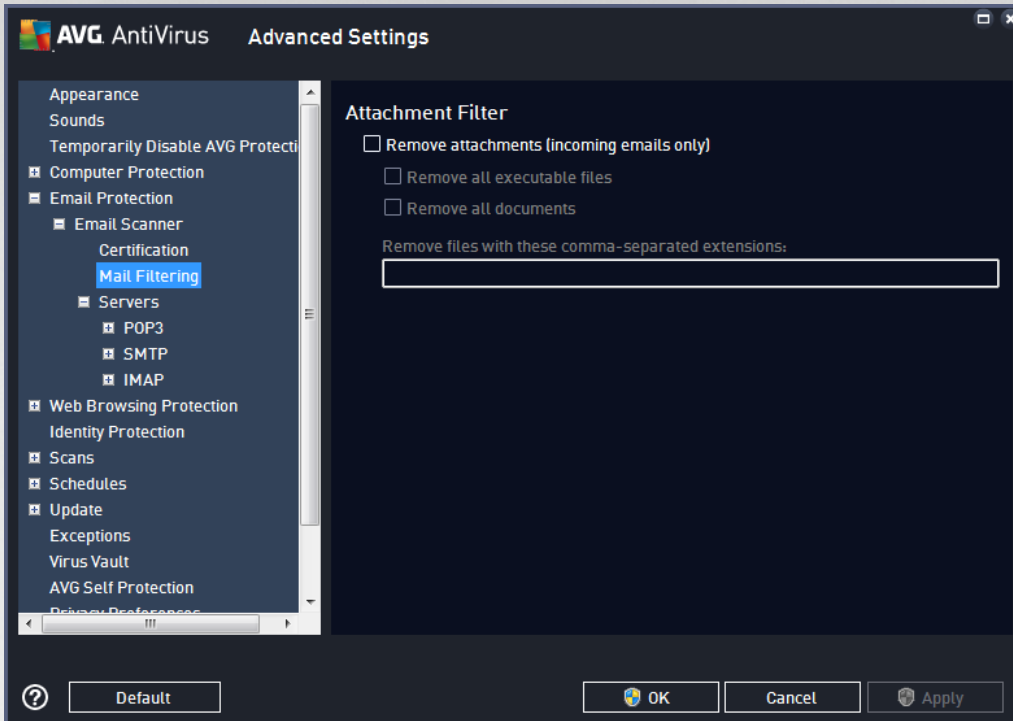 AVG. AntiVirus Advanced Settings
Appearance
Sounds
Temporarily Disable AVG Protecti
Computer Protection
Email Protection
Email Scanner
Certification
Mail Filtering
Servers
POP3
SMTP
IMAP
Web Browsing Protection
Identity Protection
Scans
Schedules
Update
Exceptions
Virus Vault
AVG Self Protection
Privacy Preferences
Attachment Filter
Remove attachments (incoming emails only)
Remove all executable files
Remove all documents
Remove files with these comma-separated extensions:
? Default OK Cancel Apply